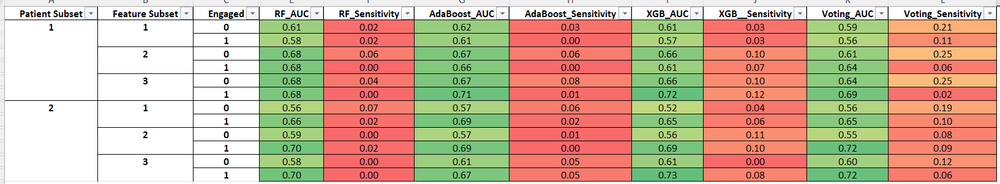 Patient Subset Feature Subset Engaged RF_AUC RF_Sensitivity AdaBoost_AUC AdaBoost_Sensitivity XGB_AUC XGB__Sensitivity Voting_AUC Voting_Sensitivity
1 1 0 0.61 0.02 0.62 0.03 0.61 0.03 0.59 0.21
1 0.58 0.02 0.61 0.00 0.57 0.03 0.56 0.11
2 0 0.68 0.06 0.67 0.06 0.66 0.10 0.61 0.25
1 0.68 0.00 0.66 0.00 0.61 0.07 0.64 0.06
3 0 0.68 0.04 0.67 0.08 0.66 0.10 0.64 0.25
1 0.68 0.00 0.71 0.01 0.72 0.12 0.69 0.02
2 1 0 0.56 0.07 0.57 0.06 0.52 0.04 0.56 0.19
1 0.66 0.02 0.69 0.02 0.65 0.06 0.65 0.10
2 0 0.59 0.00 0.57 0.01 0.56 0.11 0.55 0.08
1 0.70 0.02 0.69 0.00 0.69 0.10 0.72 0.09
3 0 0.58 0.00 0.61 0.05 0.61 0.00 0.60 0.12
1 0.70 0.00 0.67 0.05 0.73 0.08 0.72 0.06